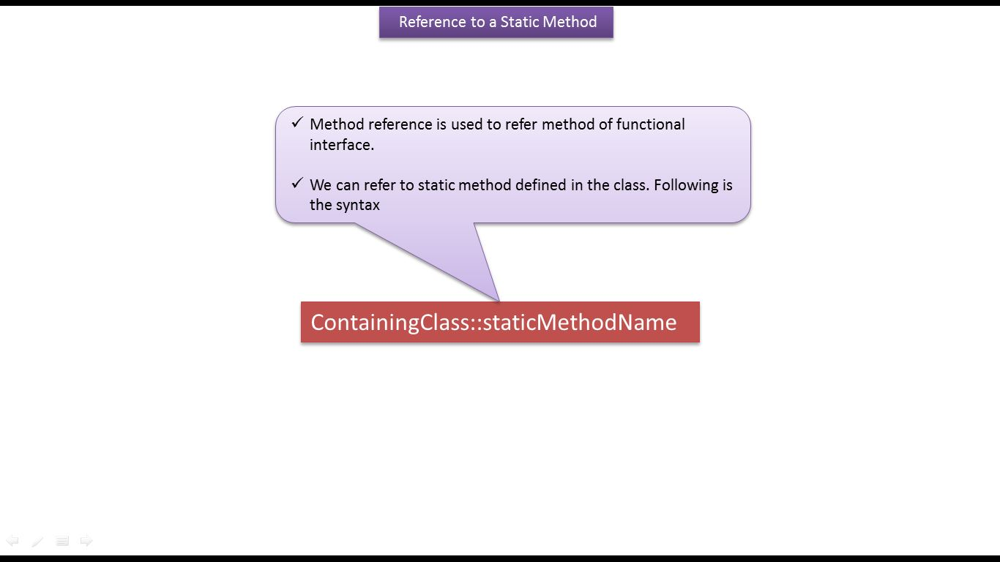 Reference to a Static Method
✓ Method reference is used to refer method of functional
interface.
✓ We can refer to static method defined in the class. Following is
the syntax
ContainingClass::staticMethodName